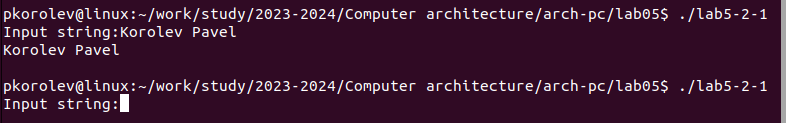 pkorolev@linux:~/work/study/2023-2024/Computer architecture/arch-pc/lab05$ ./lab5-2-1
Input string:Korolev Pavel
Korolev Pavel
pkorolev@linux:~/work/study/2023-2024/Computer architecture/arch-pc/lab05$ ./lab5-2-1
Input string: